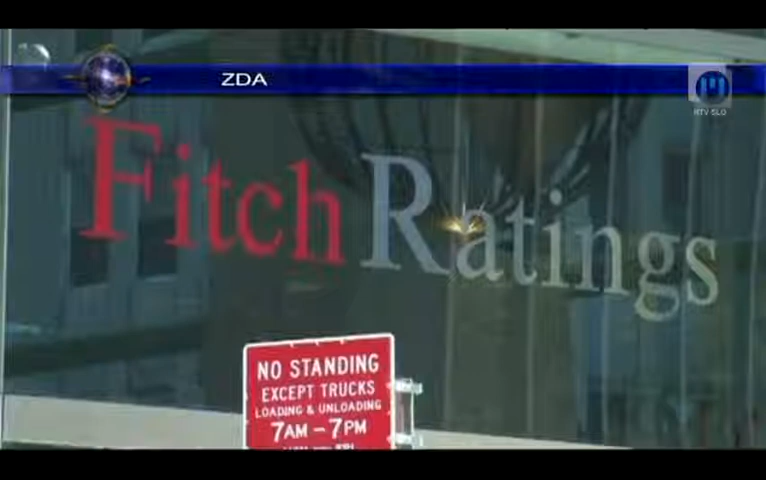 ZDA
RTV SLO
Fitch Ratings
NO STANDING
EXCEPT TRUCKS
LOADING & UNLOADING
7AM – 7PM